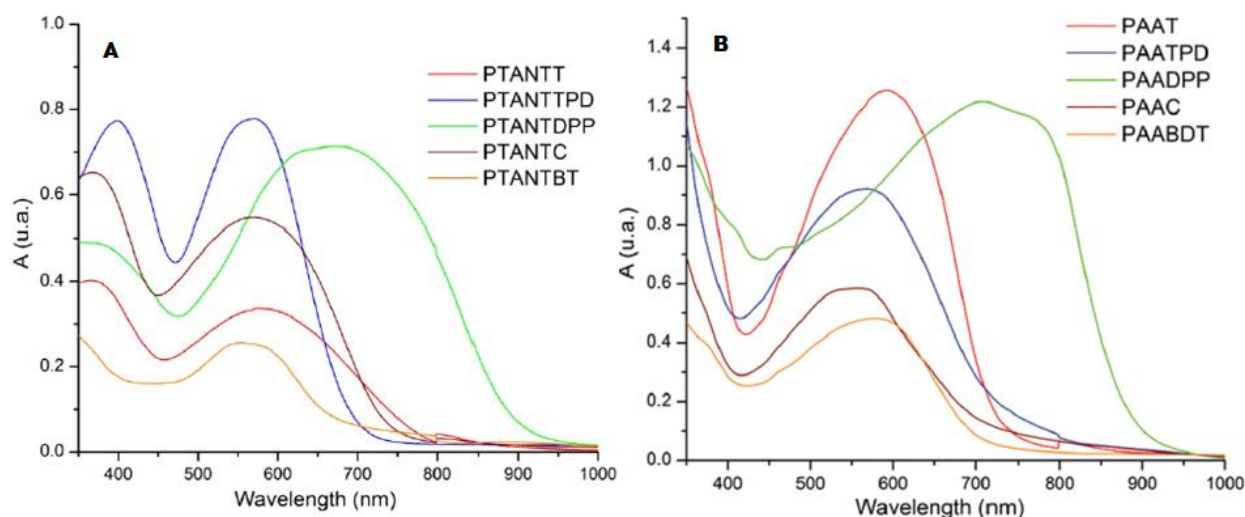 A
PTANTT
PTANTTPD
PTANTDPP
PTANTC
PTANTBT
A (u.a.)
1.0
0.8
0.6
0.4
0.2
0.0
400 500 600 700 800 900 1000
Wavelength (nm)
B
PAAT
PAATPD
PAADPP
PAAC
PAABDT
A (u.a.)
1.4
1.2
1.0
0.8
0.6
0.4
0.2
0.0
400 500 600 700 800 900 1000
Wavelength (nm)